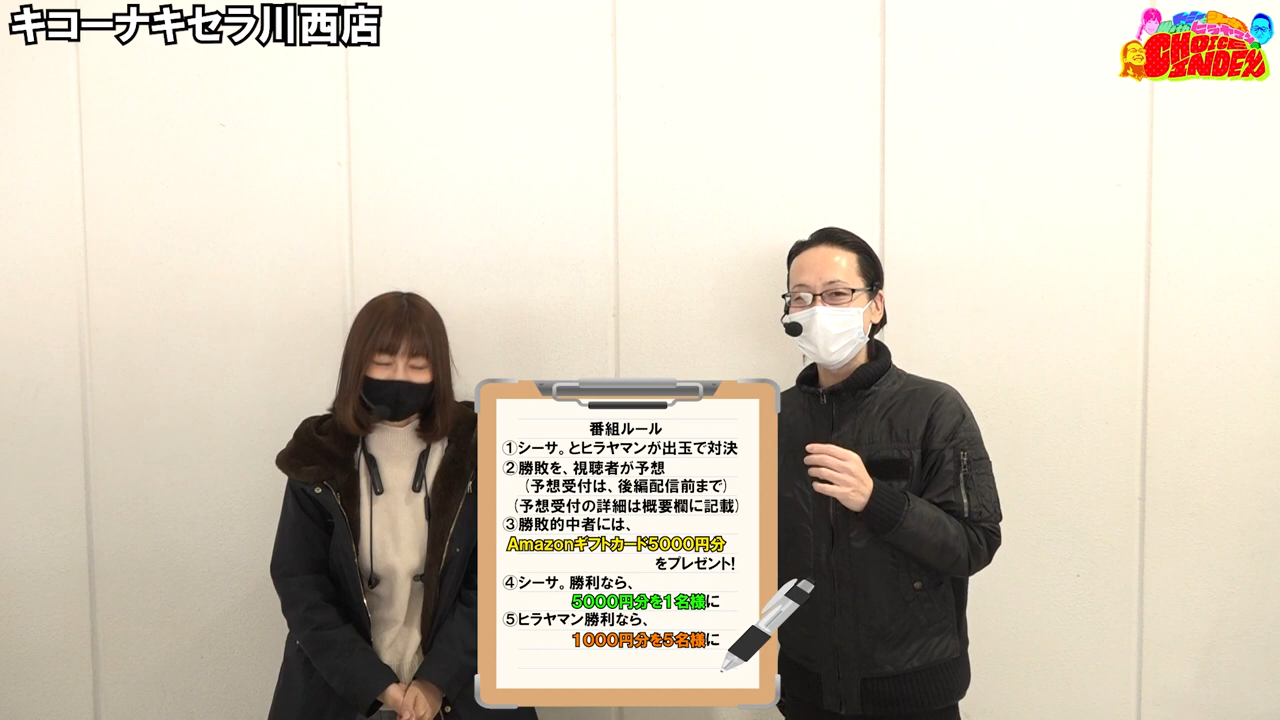 キコーナキセラ川西店
ヒラヤマン
CHOICE
INDEX
番組ルール
①シーサ。とヒラヤマンが出玉で対決
②勝敗を、視聴者が予想
(予想受付は、後編配信前まで)
(予想受付の詳細は概要欄に記載)
③勝敗的中者には、
Amazonギフトカード5000円分
をプレゼント!
④シーサ。勝利なら、
5000円分を1名様に
⑤ヒラヤマン勝利なら、
1000円分を5名様に